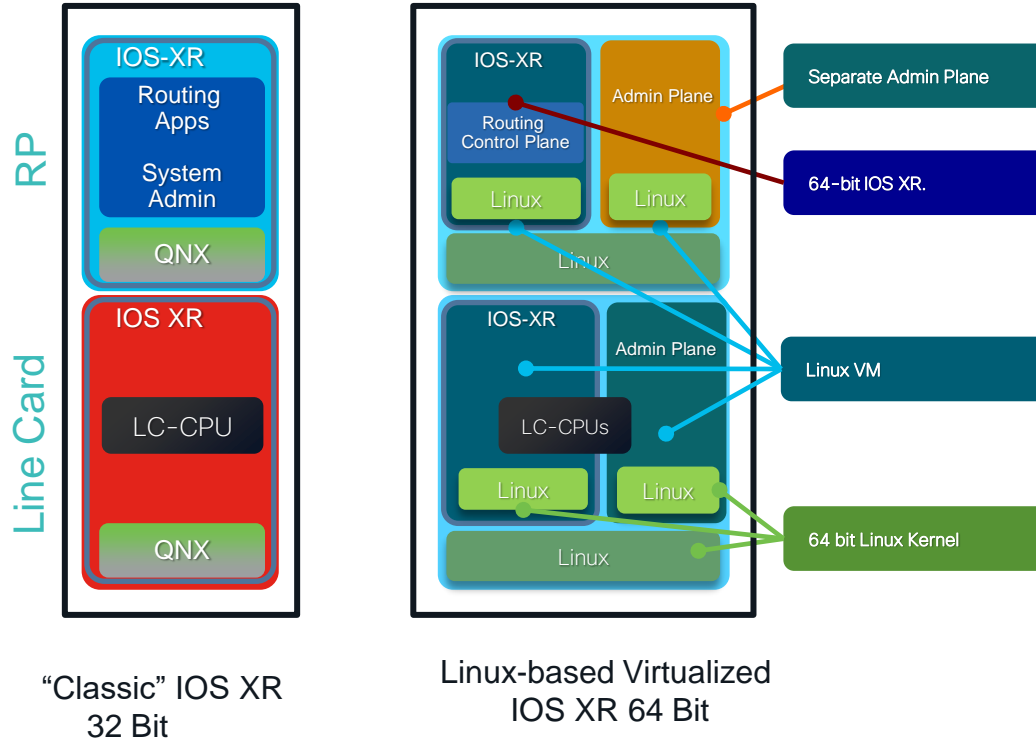 RP
Line Card
IOS-XR
Routing
Apps
System
Admin
QNX
IOS XR
LC-CPU
QNX
“Classic” IOS XR
32 Bit
IOS-XR
Routing
Control Plane
Linux
Admin Plane
Linux
Linux
IOS-XR
Admin Plane
LC-CPUs
Linux
Linux
Linux
Linux-based Virtualized
IOS XR 64 Bit
Separate Admin Plane
64-bit IOS XR.
Linux VM
64 bit Linux Kernel